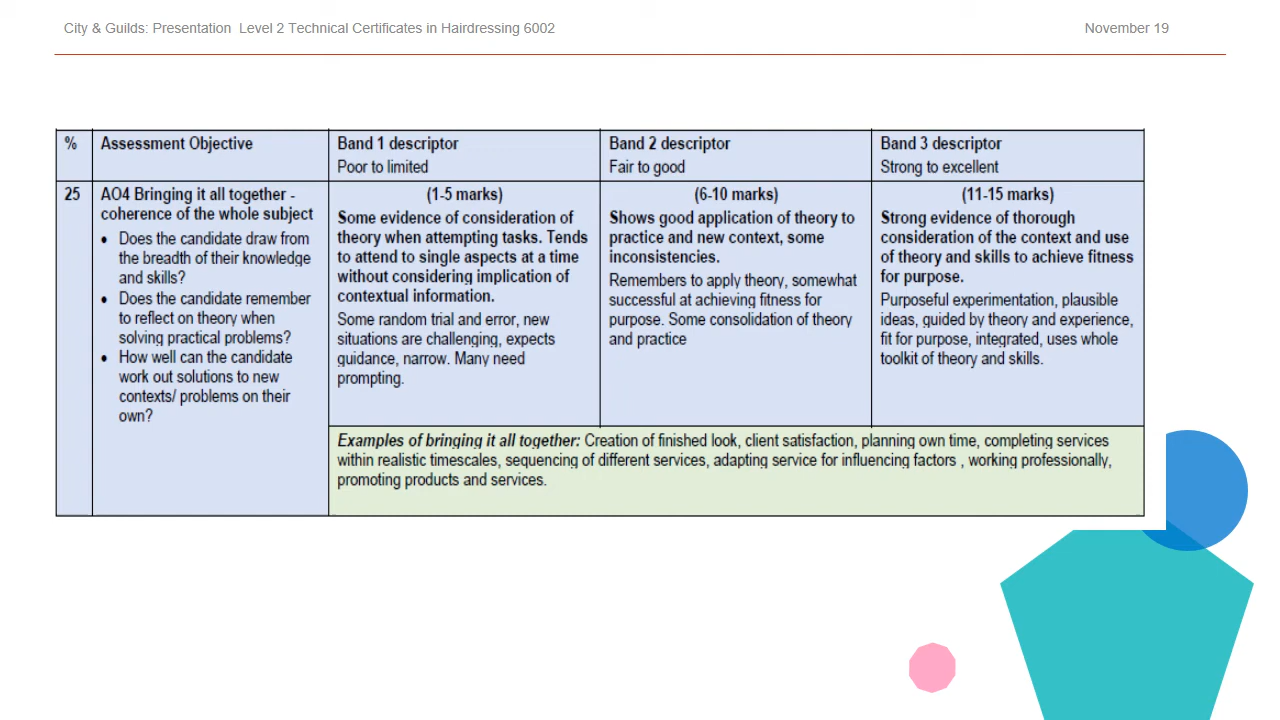 City & Guilds: Presentation  Level 2 Technical Certificates in Hairdressing 6002
November 19
%
Assessment Objective
Band 1 descriptor
Poor to limited
Band 2 descriptor
Fair to good
Band 3 descriptor
Strong to excellent
25
AO4 Bringing it all together -
coherence of the whole subject
• Does the candidate draw from
the breadth of their knowledge
and skills?
• Does the candidate remember
to reflect on theory when
solving practical problems?
• How well can the candidate
work out solutions to new
contexts/ problems on their
own?
(1-5 marks)
Some evidence of consideration of
theory when attempting tasks. Tends
to attend to single aspects at a time
without considering implication of
contextual information.
Some random trial and error, new
situations are challenging, expects
guidance, narrow. Many need
prompting.
(6-10 marks)
Shows good application of theory to
practice and new context, some
inconsistencies.
Remembers to apply theory, somewhat
successful at achieving fitness for
purpose. Some consolidation of theory
and practice
(11-15 marks)
Strong evidence of thorough
consideration of the context and use
of theory and skills to achieve fitness
for purpose.
Purposeful experimentation, plausible
ideas, guided by theory and experience,
fit for purpose, integrated, uses whole
toolkit of theory and skills.
Examples of bringing it all together: Creation of finished look, client satisfaction, planning own time, completing services
within realistic timescales, sequencing of different services, adapting service for influencing factors , working professionally,
promoting products and services.